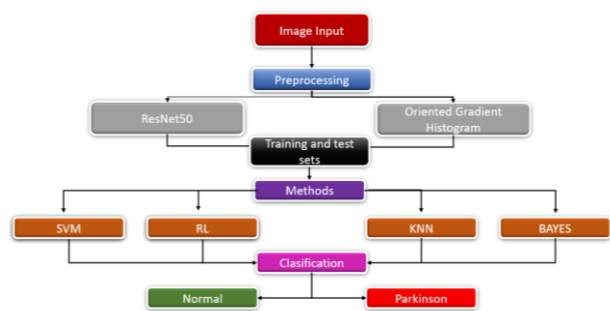 Image Input
Preprocessing
ResNet50
Oriented Gradient
Histogram
Training and test
sets
Methods
SVM
RL
KNN
BAYES
Clasification
Normal
Parkinson